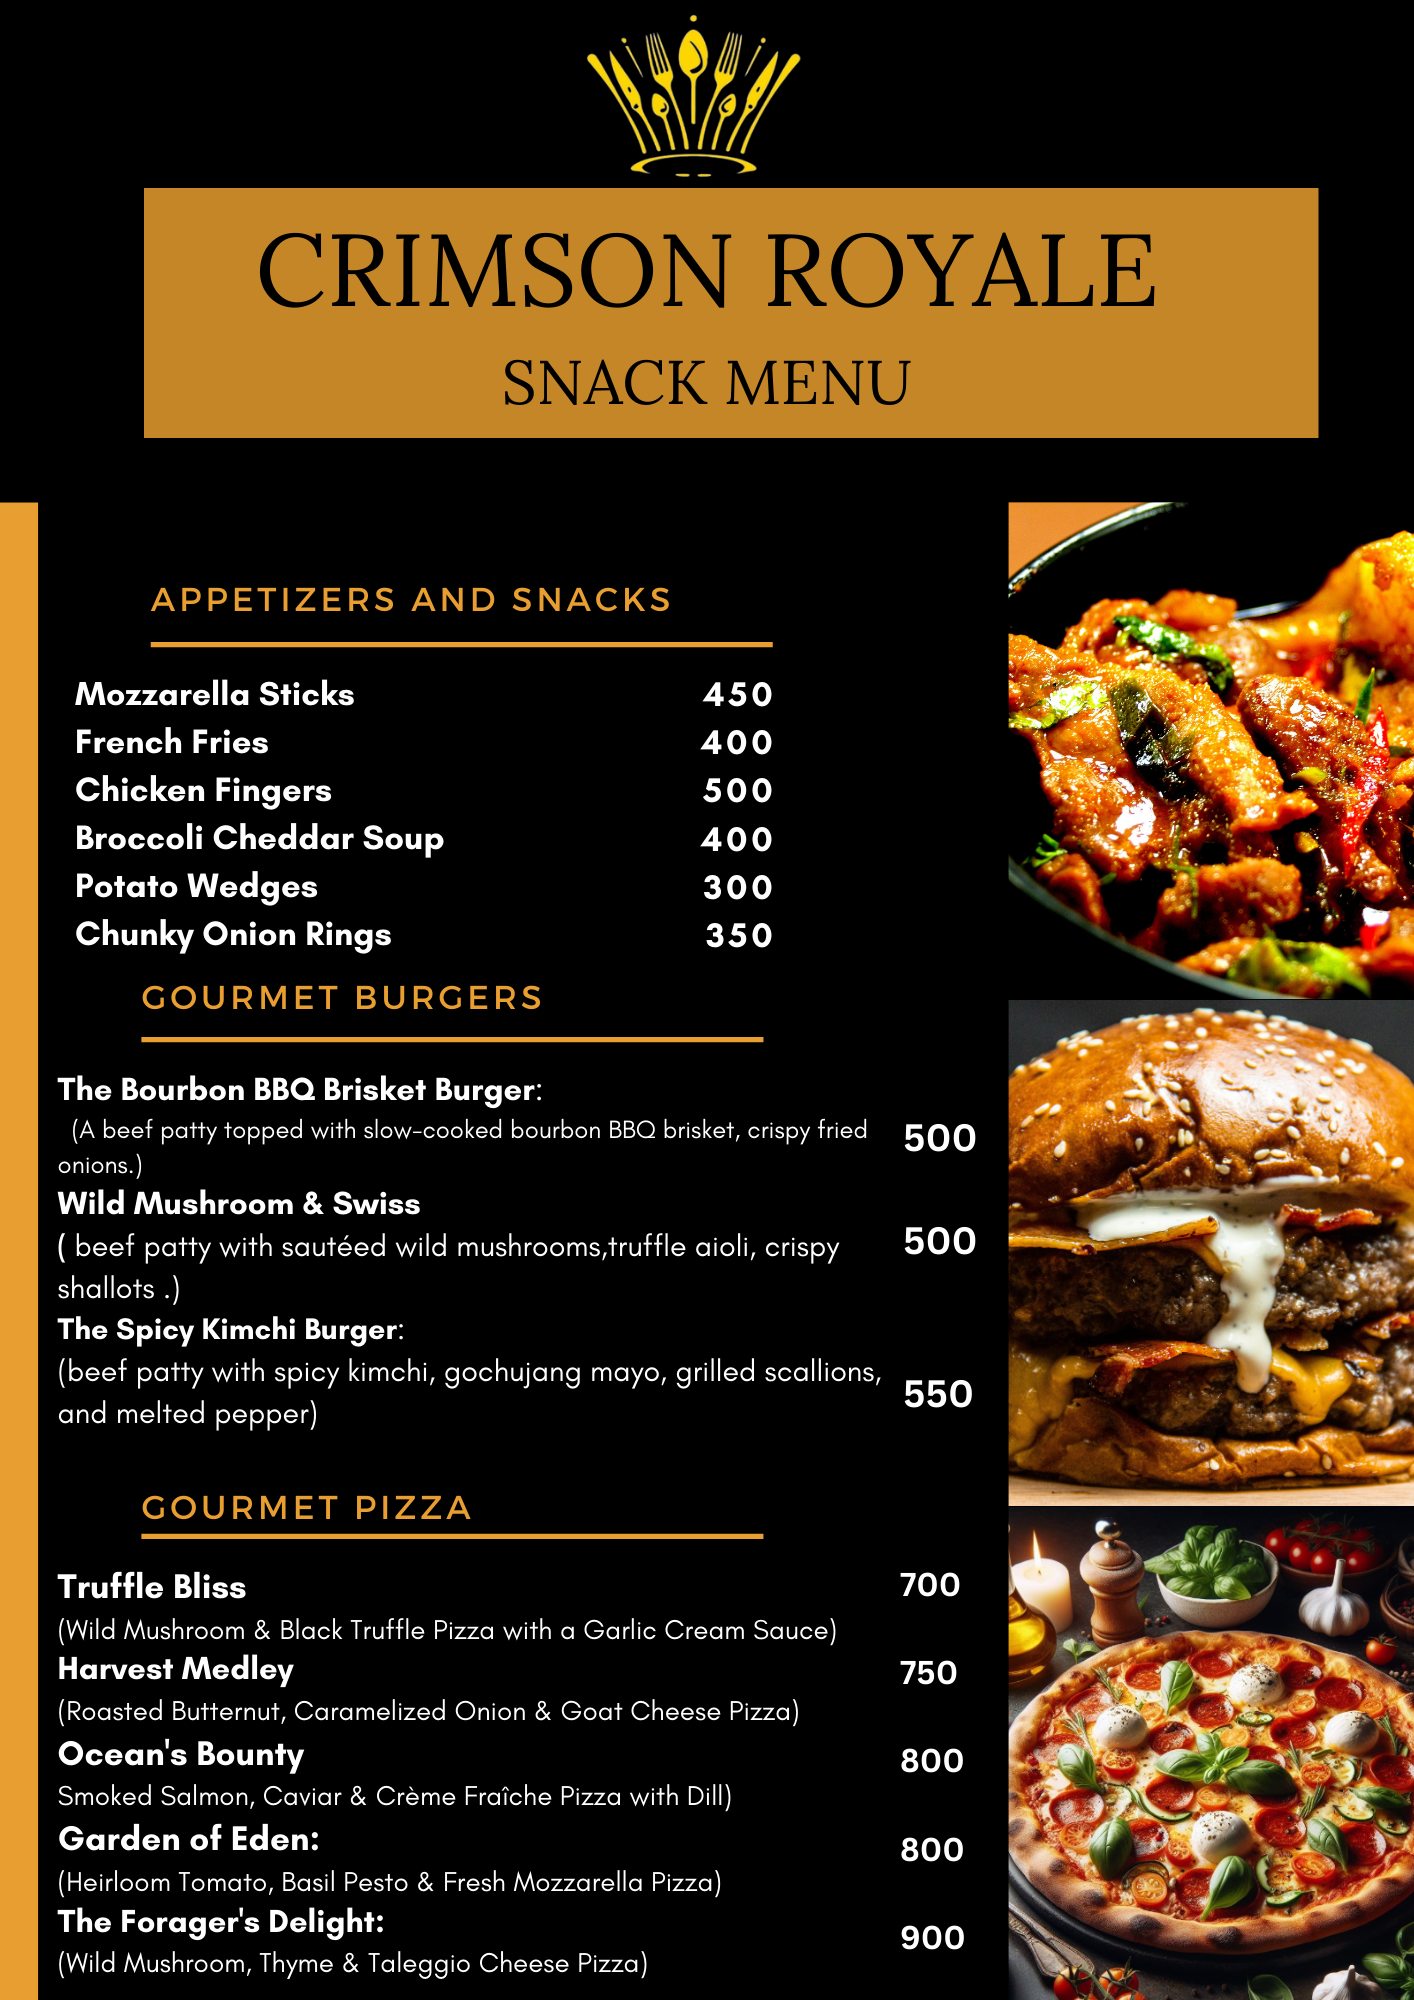 CRIMSON ROYALE
SNACK MENU
APPETIZERS AND SNACKS
Mozzarella Sticks 450
French Fries 400
Chicken Fingers 500
Broccoli Cheddar Soup 400
Potato Wedges 300
Chunky Onion Rings 350
GOURMET BURGERS
The Bourbon BBQ Brisket Burger:
(A beef patty topped with slow-cooked bourbon BBQ brisket, crispy fried 500
onions.)
Wild Mushroom & Swiss
( beef patty with sautéed wild mushrooms,truffle aioli, crispy 500
shallots .)
The Spicy Kimchi Burger:
(beef patty with spicy kimchi, gochujang mayo, grilled scallions, 550
and melted pepper)
GOURMET PIZZA
Truffle Bliss 700
(Wild Mushroom & Black Truffle Pizza with a Garlic Cream Sauce)
Harvest Medley 750
(Roasted Butternut, Caramelized Onion & Goat Cheese Pizza)
Ocean's Bounty 800
Smoked Salmon, Caviar & Crème Fraîche Pizza with Dill)
Garden of Eden: 800
(Heirloom Tomato, Basil Pesto & Fresh Mozzarella Pizza)
The Forager's Delight: 900
(Wild Mushroom, Thyme & Taleggio Cheese Pizza)